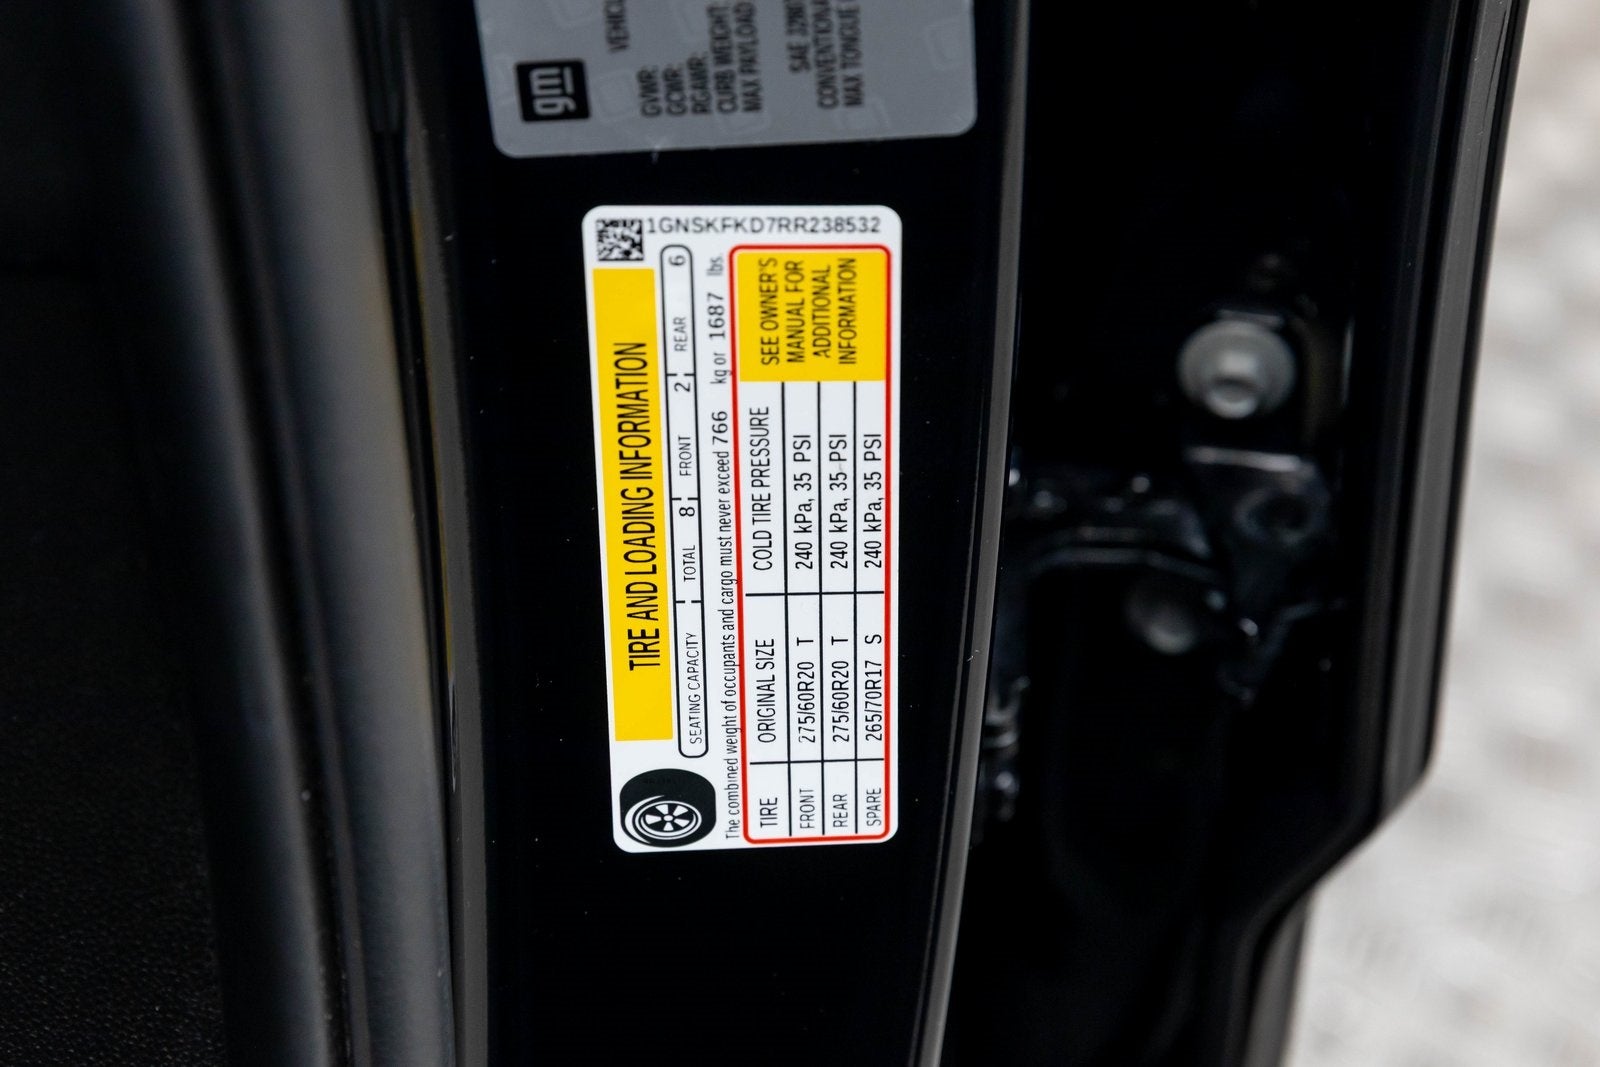 gm
VEHICL
GVWR:
GCWR:
RGAWR:
CURB WEIGHT:
MAX PAYLOAD
CONVENTIONA
MAX TONGUE
1GNSKFKD7RR238532
TIRE AND LOADING INFORMATION
SEATING CAPACITY TOTAL 8 FRONT 2 REAR 6
The combined weight of occupants and cargo must never exceed 766 kg or 1687 lbs.
TIRE ORIGINAL SIZE COLD TIRE PRESSURE
FRONT 275/60R20 T 240 kPa, 35 PSI
REAR 275/60R20 T 240 kPa, 35 PSI
SPARE 265/70R17 S 240 kPa, 35 PSI
SEE OWNER'S
MANUAL FOR
ADDITIONAL
INFORMATION